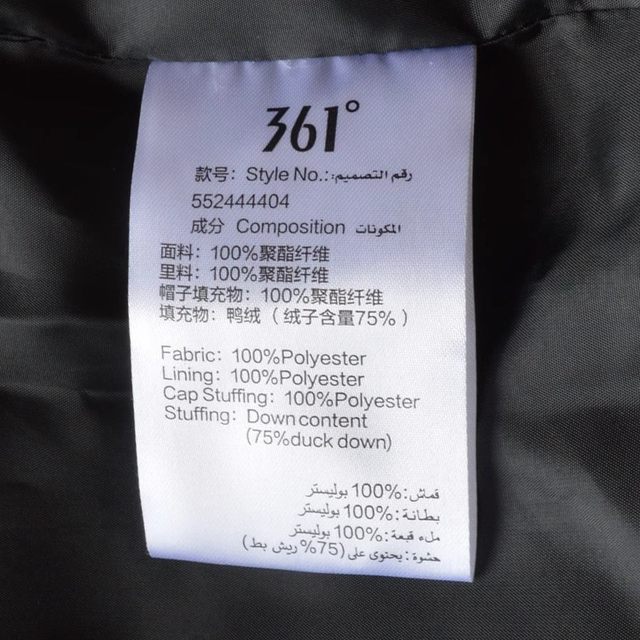 361°
款号: Style No.: رقم التصميم:
552444404
成分 Composition المكونات
面料: 100%聚酯纤维
里料: 100%聚酯纤维
帽子填充物: 100%聚酯纤维
填充物: 鸭绒 ( 绒子含量75% )
Fabric: 100%Polyester
Lining: 100%Polyester
Cap Stuffing: 100%Polyester
Stuffing: Down content
(75%duck down)
قماش: 100% بوليستر
بطانة: 100% بوليستر
ملء قبعة: 100% بوليستر
حشوة: يحتوى على (75% ريش بط)